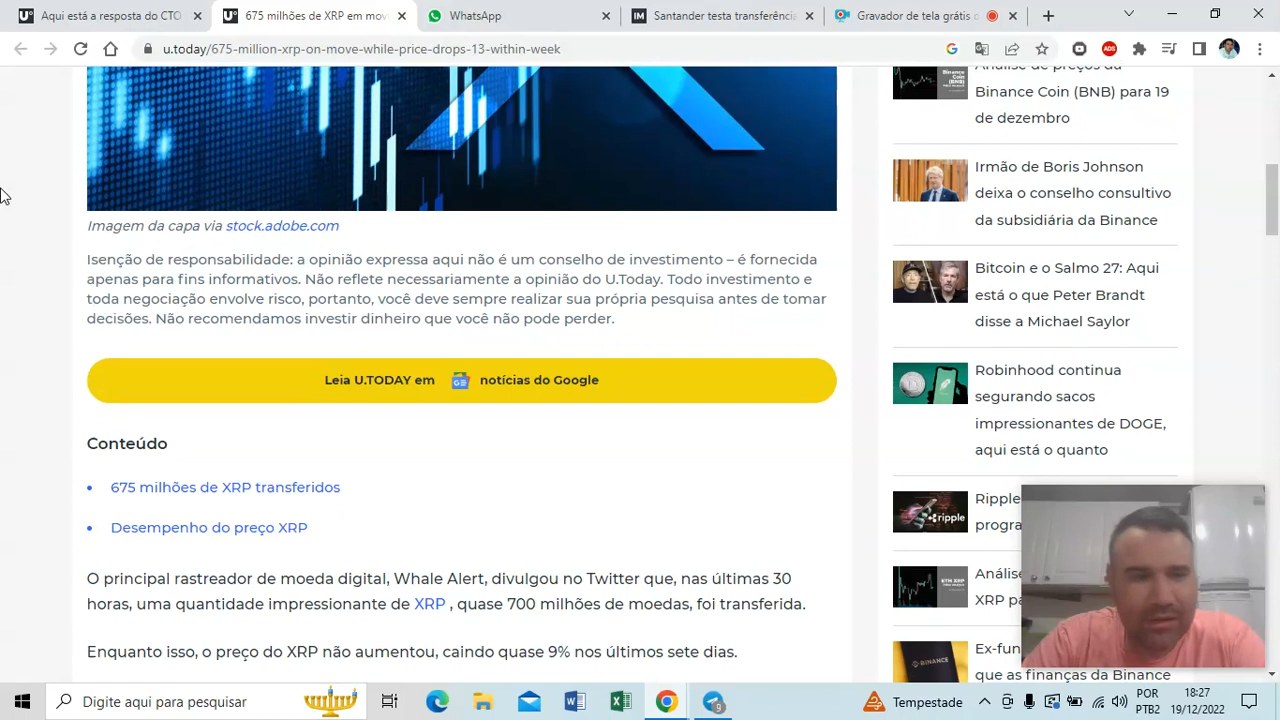 Aqui está a resposta do CTO
675 milhões de XRP em mov
WhatsApp
Santander testa transferência
Gravador de tela grátis o
u.today/675-million-xrp-on-move-while-price-drops-13-within-week
Imagem da capa via stock.adobe.com
Isenção de responsabilidade: a opinião expressa aqui não é um conselho de investimento – é fornecida
apenas para fins informativos. Não reflete necessariamente a opinião do U.Today. Todo investimento e
toda negociação envolve risco, portanto, você deve sempre realizar sua própria pesquisa antes de tomar
decisões. Não recomendamos investir dinheiro que você não pode perder.
Leia U.TODAY em notícias do Google
Conteúdo
• 675 milhões de XRP transferidos
• Desempenho do preço XRP
O principal rastreador de moeda digital, Whale Alert, divulgou no Twitter que, nas últimas 30
horas, uma quantidade impressionante de XRP , quase 700 milhões de moedas, foi transferida.
Enquanto isso, o preço do XRP não aumentou, caindo quase 9% nos últimos sete dias.
Análise de preços da
Binance Coin (BNB) para 19
de dezembro
Irmão de Boris Johnson
deixa o conselho consultivo
da subsidiária da Binance
Bitcoin e o Salmo 27: Aqui
está o que Peter Brandt
disse a Michael Saylor
Robinhood continua
segurando sacos
impressionantes de DOGE,
aqui está o quanto
ripple
Ripple
progra
Anális
XRP pa
BINANCE
Ex-fun
que as finanças da Binance
Digite aqui para pesquisar
9
Tempestade
POR
PTB2
18:27
19/12/2022